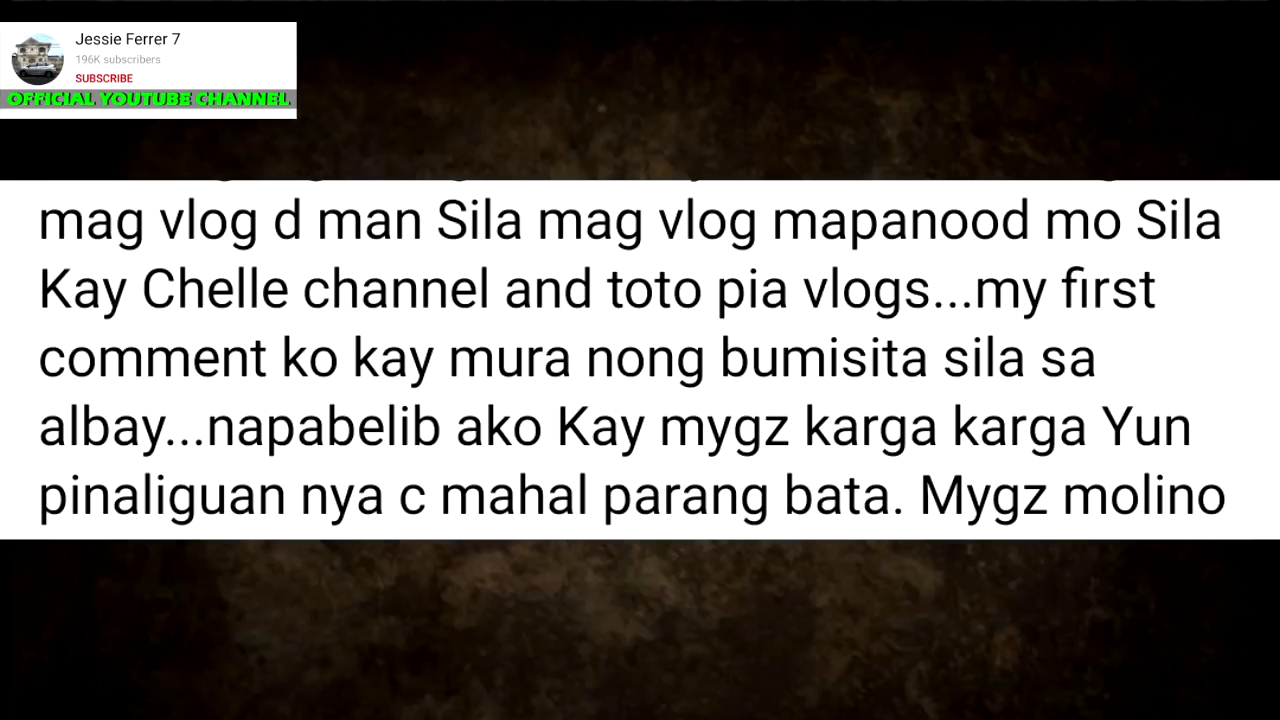 Jessie Ferrer 7
196K subscribers
SUBSCRIBE
OFFICIAL YOUTUBE CHANNEL
mag vlog d man Sila mag vlog mapanood mo Sila
Kay Chelle channel and toto pia vlogs...my first
comment ko kay mura nong bumisita sila sa
albay...napabelib ako Kay mygz karga karga Yun
pinaliguan nya c mahal parang bata. Mygz molino